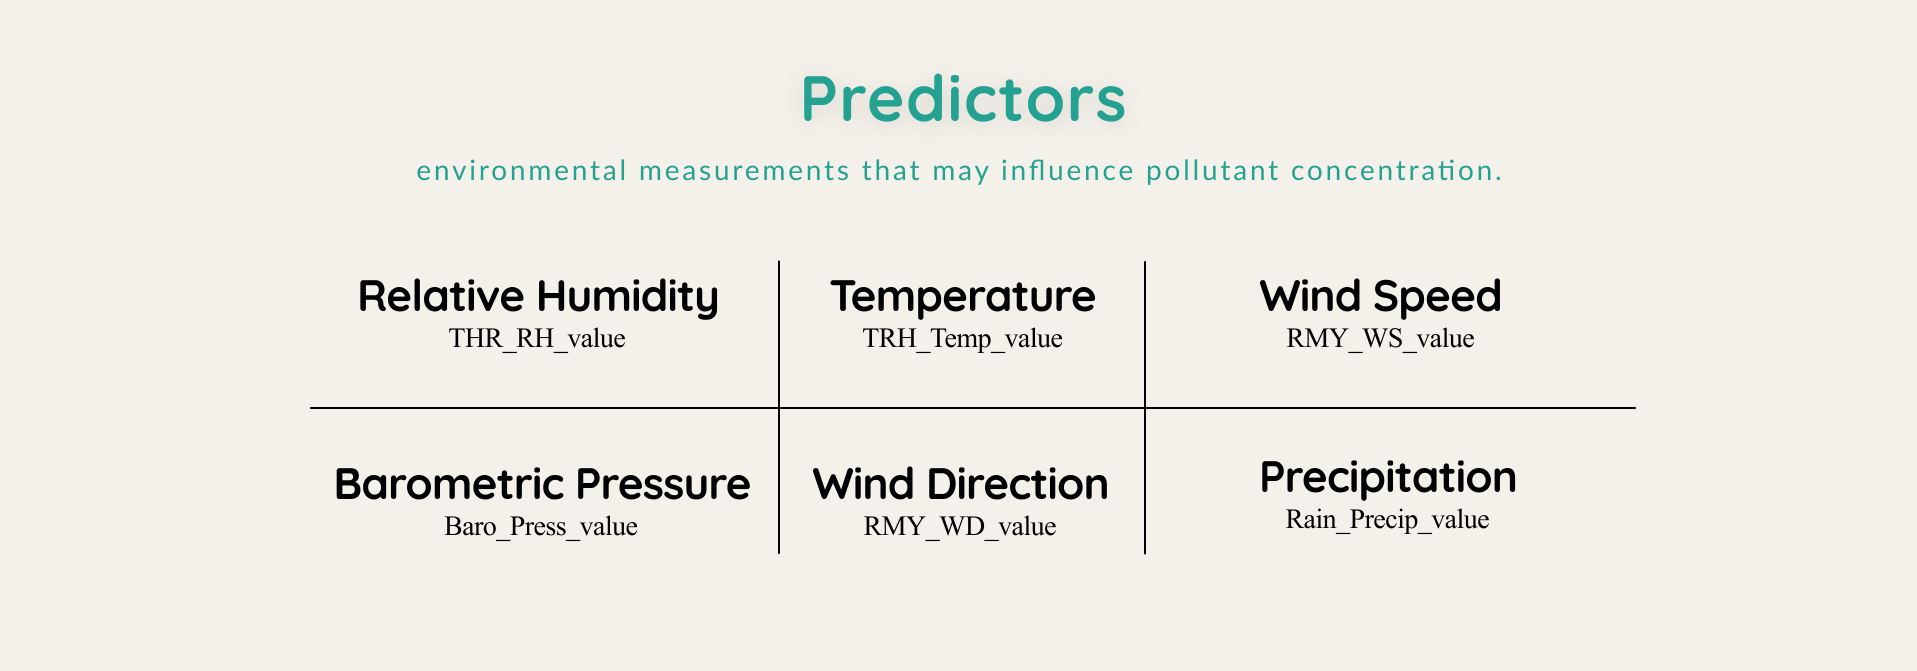 Predictors
environmental measurements that may influence pollutant concentration.
Relative Humidity
THR_RH_value
Temperature
TRH_Temp_value
Wind Speed
RMY_WS_value
Barometric Pressure
Baro_Press_value
Wind Direction
RMY_WD_value
Precipitation
Rain_Precip_value